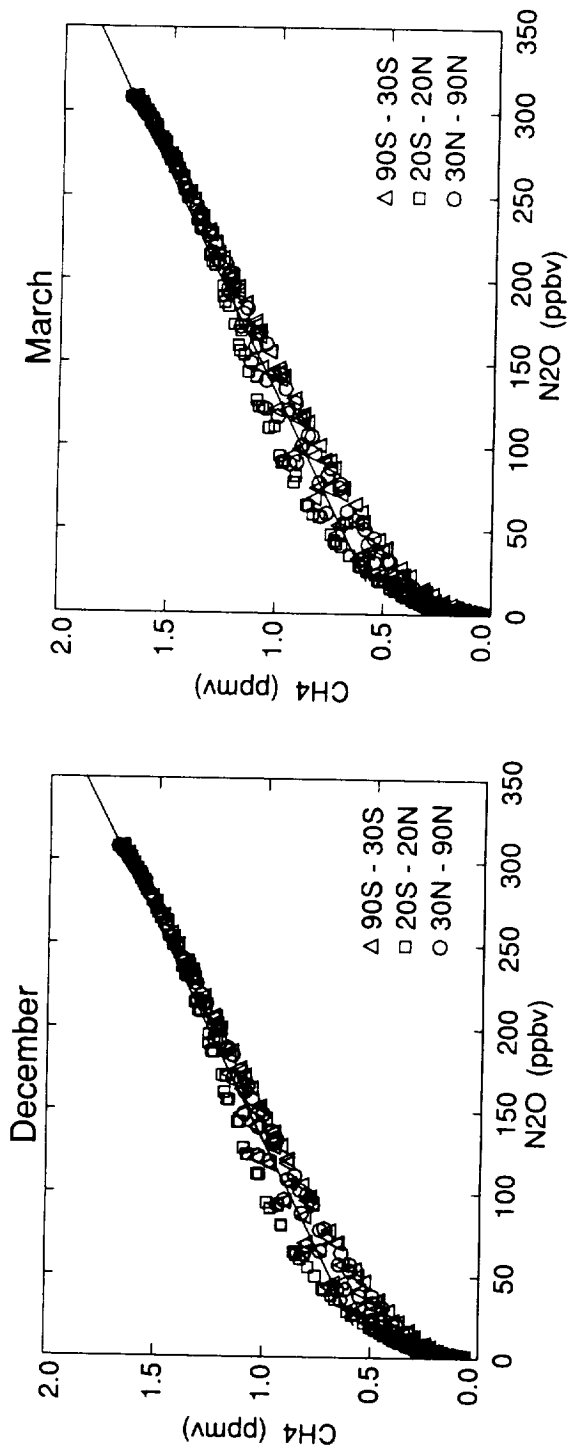 December
CH4 (ppmv)
2.0
1.5
1.0
0.5
0.0
0 50 100 150 200 250 300 350
N2O (ppbv)
△ 90S - 30S
□ 20S - 20N
○ 30N - 90N
March
CH4 (ppmv)
2.0
1.5
1.0
0.5
0.0
0 50 100 150 200 250 300 350
N2O (ppbv)
△ 90S - 30S
□ 20S - 20N
○ 30N - 90N